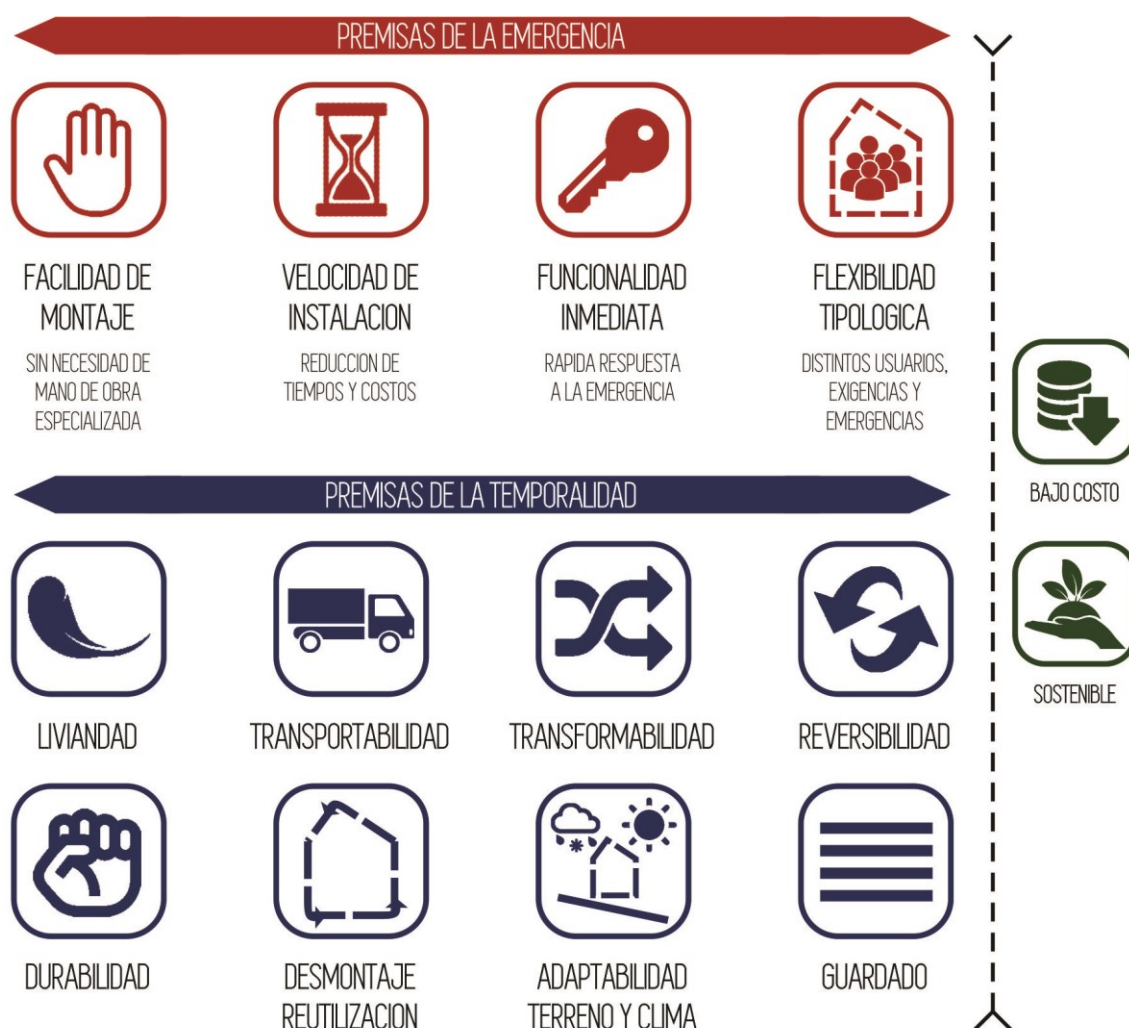 PREMISAS DE LA EMERGENCIA
FACILIDAD DE
MONTAJE
SIN NECESIDAD DE
MANO DE OBRA
ESPECIALIZADA
VELOCIDAD DE
INSTALACION
REDUCCION DE
TIEMPOS Y COSTOS
FUNCIONALIDAD
INMEDIATA
RAPIDA RESPUESTA
A LA EMERGENCIA
FLEXIBILIDAD
TIPOLOGICA
DISTINTOS USUARIOS,
EXIGENCIAS Y
EMERGENCIAS
PREMISAS DE LA TEMPORALIDAD
LIVIANDAD
TRANSPORTABILIDAD
TRANSFORMABILIDAD
REVERSIBILIDAD
DURABILIDAD
DESMONTAJE
REUTILIZACION
ADAPTABILIDAD
TERRENO Y CLIMA
GUARDADO
BAJO COSTO
SOSTENIBLE